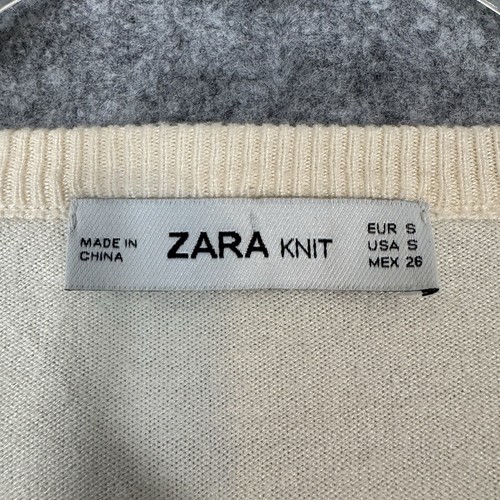 MADE IN
CHINA
ZARA KNIT
EUR S
USA S
MEX 26